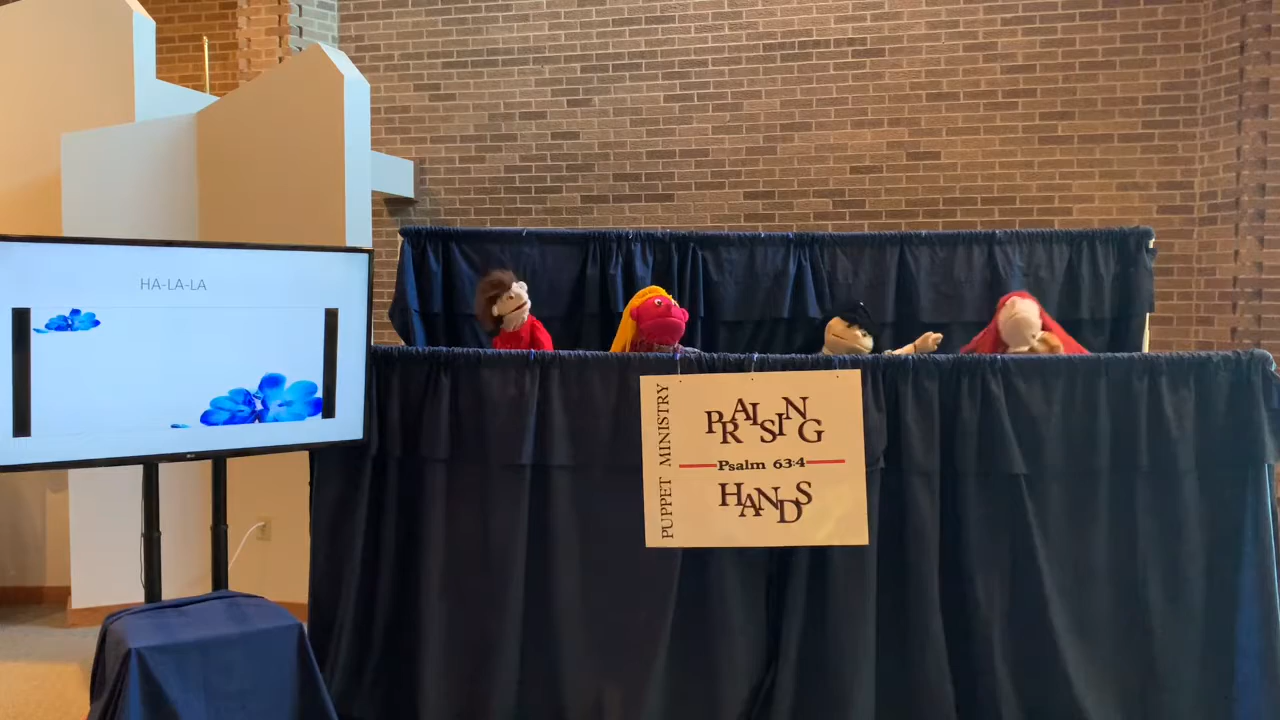 HA-LA-LA
PUPPET MINISTRY
PRAISING
Psalm 63:4
HANDS